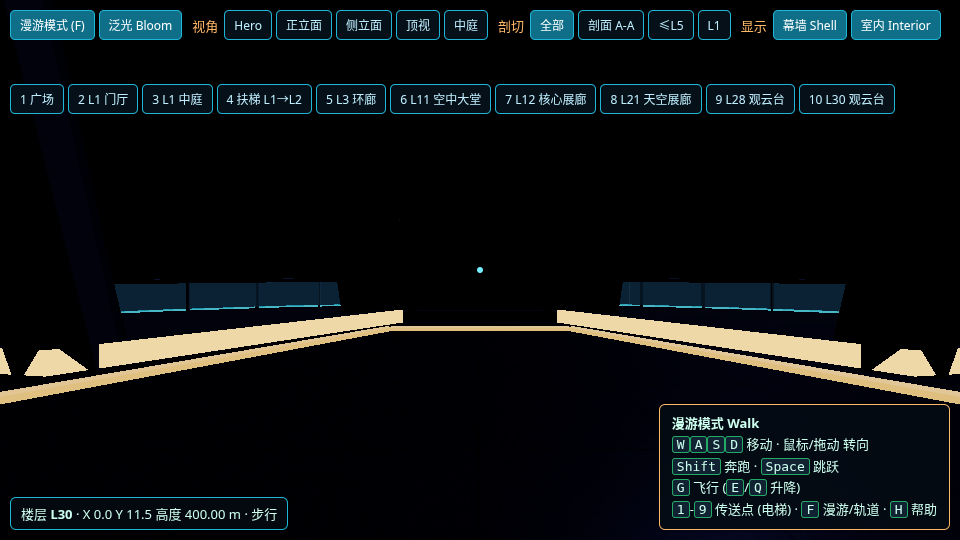 漫游模式 (F) 泛光 Bloom 视角 Hero 正立面 侧立面 顶视 中庭 剖切 全部 剖面 A-A ≤L5 L1 显示 幕墙 Shell 室内 Interior
1 广场 2 L1 门厅 3 L1 中庭 4 扶梯 L1→L2 5 L3 环廊 6 L11 空中大堂 7 L12 核心展廊 8 L21 天空展廊 9 L28 观云台 10 L30 观云台
漫游模式 Walk
W A S D 移动 · 鼠标/拖动 转向
Shift 奔跑 · Space 跳跃
G 飞行 (E/Q 升降)
1-9 传送点 (电梯) · F 漫游/轨道 · H 帮助
楼层 L30 · X 0.0 Y 11.5 高度 400.00 m · 步行